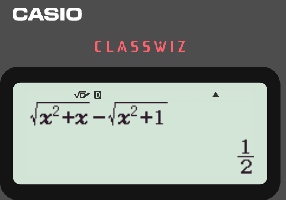 CASIO
CLASSWIZ
√x²+x −√x²+1
1/2